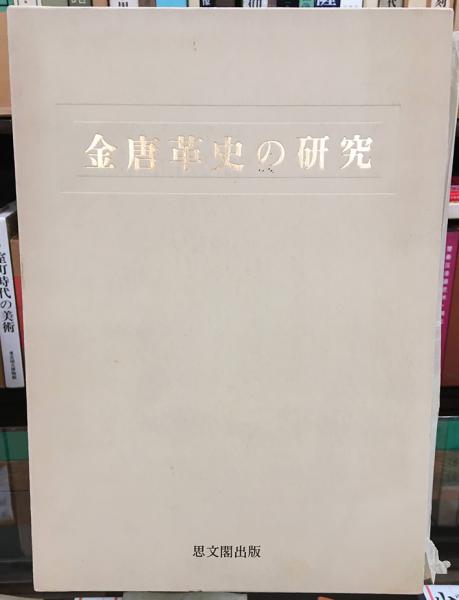 金唐革史の研究
思文閣出版
室町時代の美術